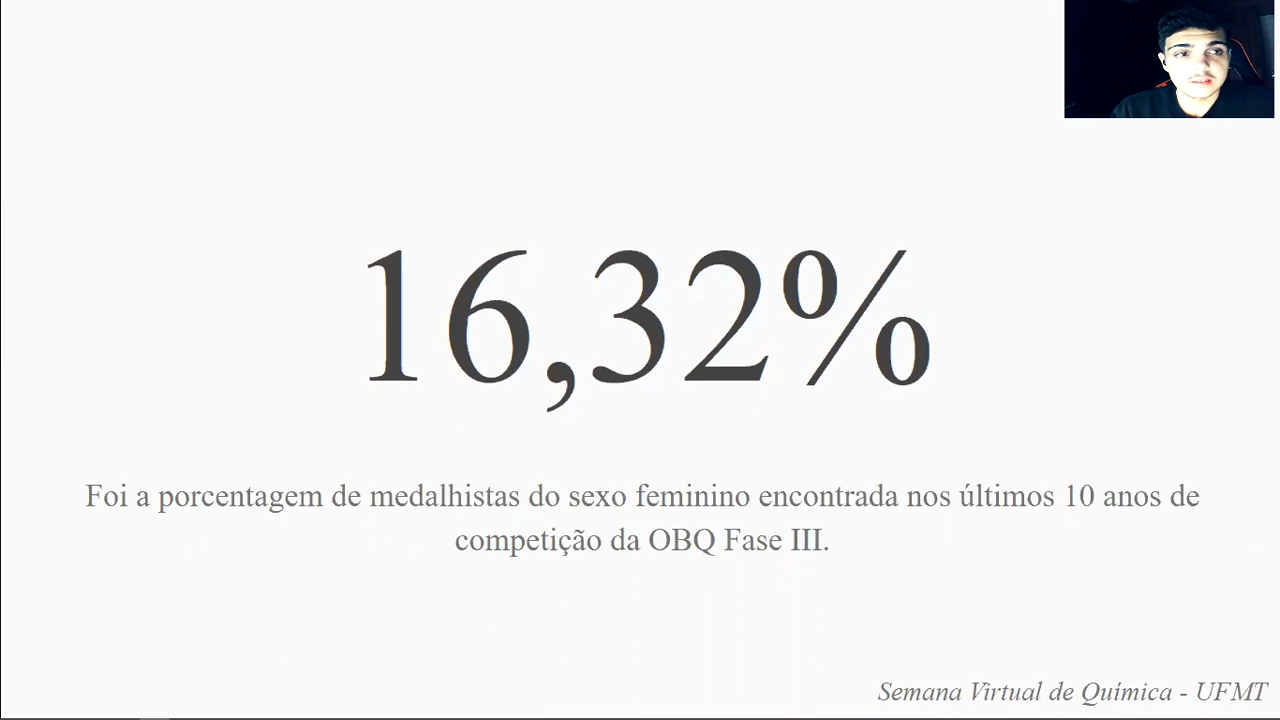 16,32%
Foi a porcentagem de medalhistas do sexo feminino encontrada nos últimos 10 anos de
competição da OBQ Fase III.
Semana Virtual de Química - UFMT